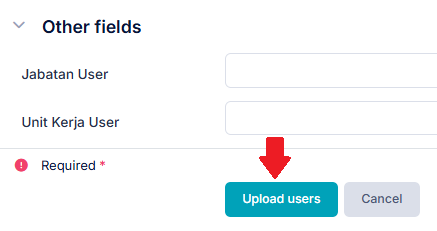 Other fields
Jabatan User
Unit Kerja User
Required *
Upload users Cancel